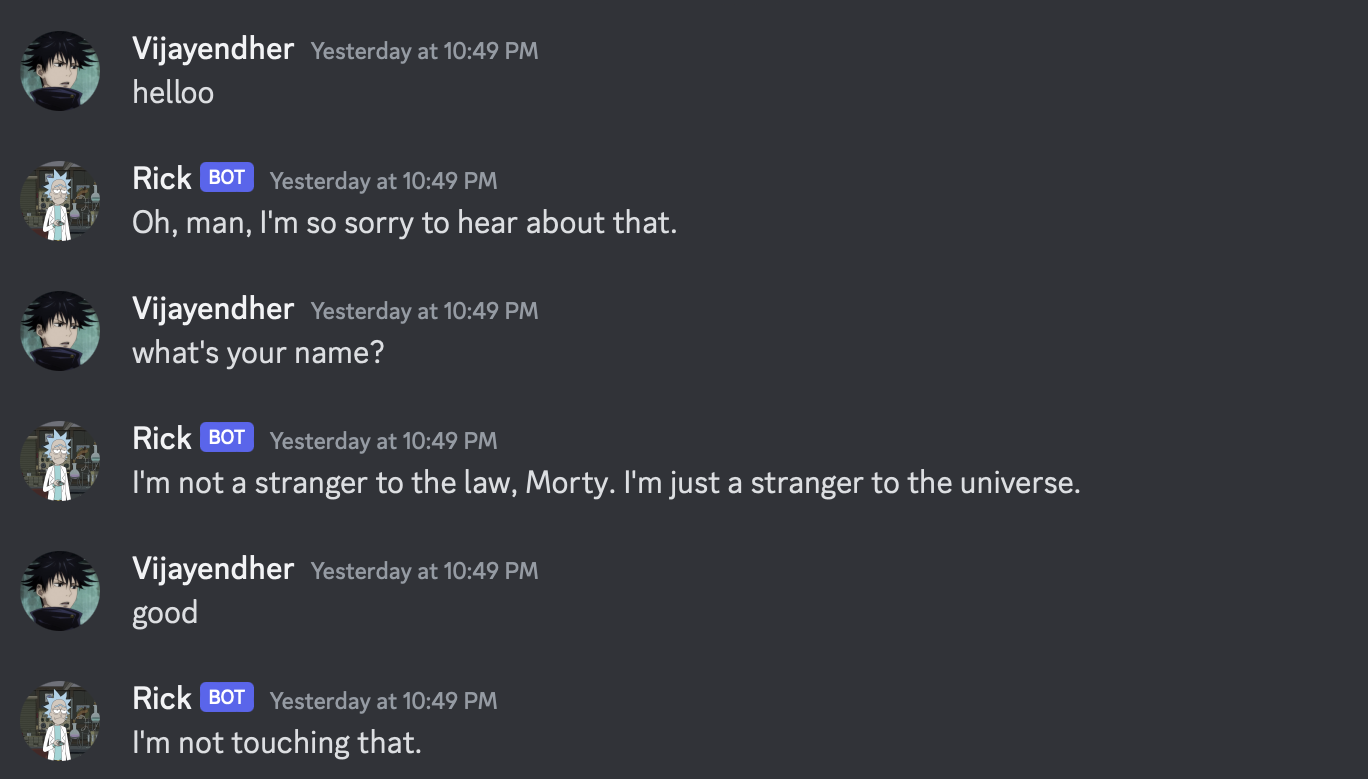 Vijayendher Yesterday at 10:49 PM
helloo
Rick BOT Yesterday at 10:49 PM
Oh, man, I'm so sorry to hear about that.
Vijayendher Yesterday at 10:49 PM
what's your name?
Rick BOT Yesterday at 10:49 PM
I'm not a stranger to the law, Morty. I'm just a stranger to the universe.
Vijayendher Yesterday at 10:49 PM
good
Rick BOT Yesterday at 10:49 PM
I'm not touching that.